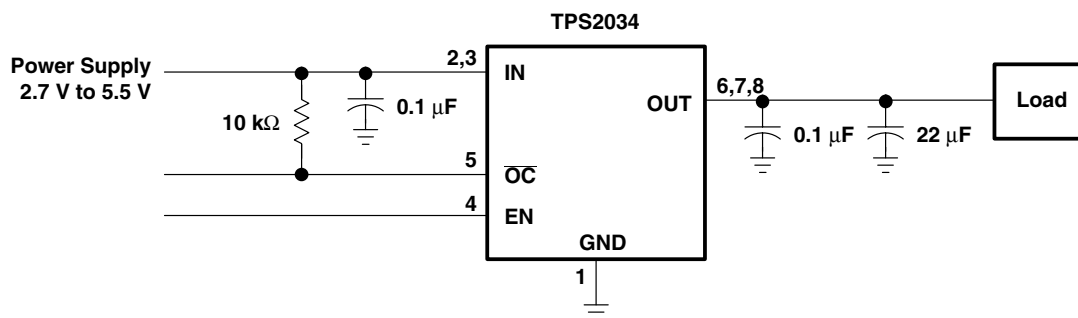 TPS2034
Power Supply
2.7 V to 5.5 V
2,3
IN
10 kΩ
0.1 μF
5
O̅C̅
4
EN
GND
1
OUT
6,7,8
0.1 μF
22 μF
Load